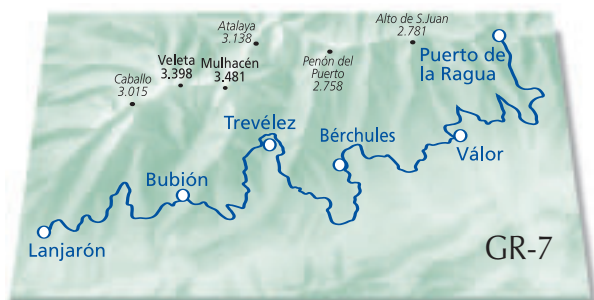 Atalaya
3.138
Alto de S.Juan
2.781
Veleta
3.398
Mulhacén
3.481
Peñón del
Puerto
2.758
Caballo
3.015
Puerto de
la Ragua
Trevélez
Bérchules
Válor
Bubión
Lanjarón
GR-7